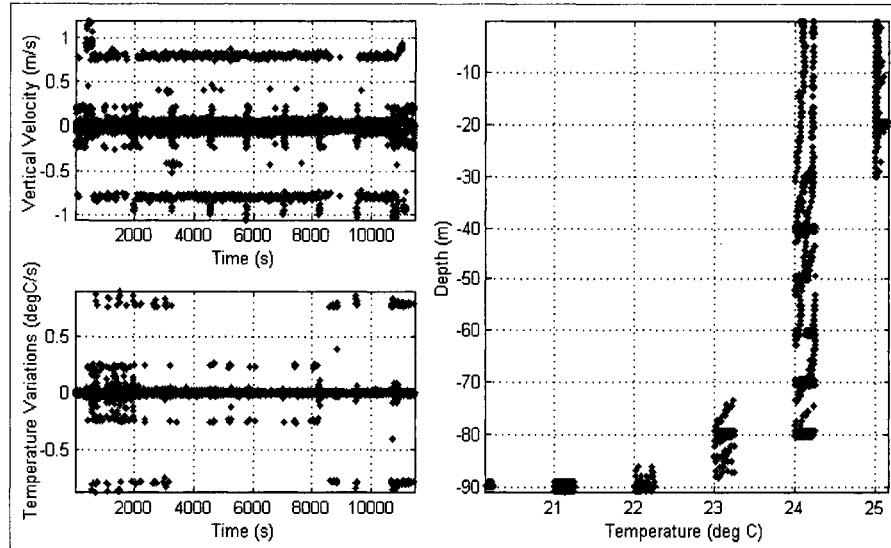 Vertical Velocity (m/s)
1
0.5
0
-0.5
-1
2000 4000 6000 8000 10000
Time (s)
Temperature Variations (degC/s)
0.5
0
-0.5
2000 4000 6000 8000 10000
Time (s)
Depth (m)
-10
-20
-30
-40
-50
-60
-70
-80
-90
21 22 23 24 25
Temperature (deg C)